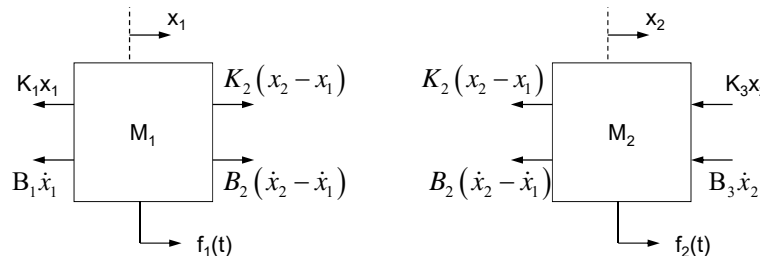 x₁ x₂
K₁x₁ K₂(x₂ − x₁) K₂(x₂ − x₁) K₃x
M₁ M₂
B₁ẋ₁ B₂(ẋ₂ − ẋ₁) B₂(ẋ₂ − ẋ₁) B₃ẋ₂
f₁(t) f₂(t)